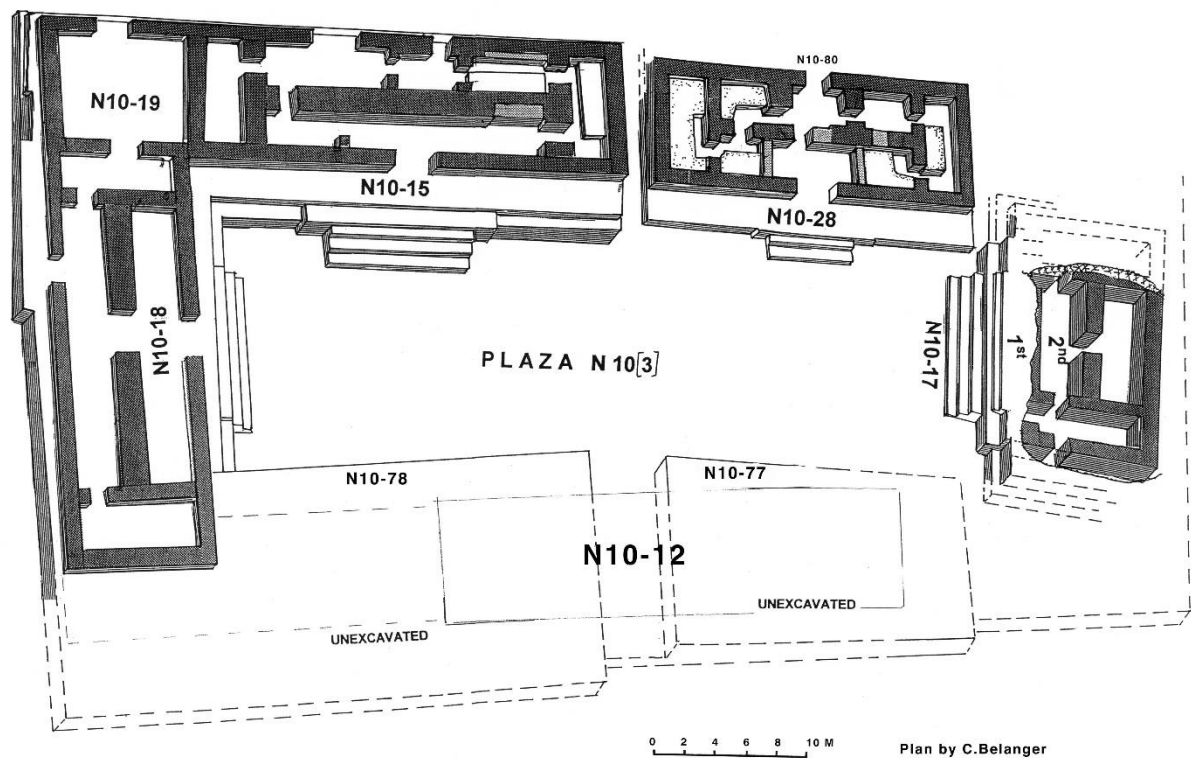 N10-80
N10-19
N10-15
N10-28
N10-18
PLAZA N 10[3]
N10-17
1st
2nd
N10-78
N10-77
N10-12
UNEXCAVATED
UNEXCAVATED
0 2 4 6 8 10 M
Plan by C.Belanger